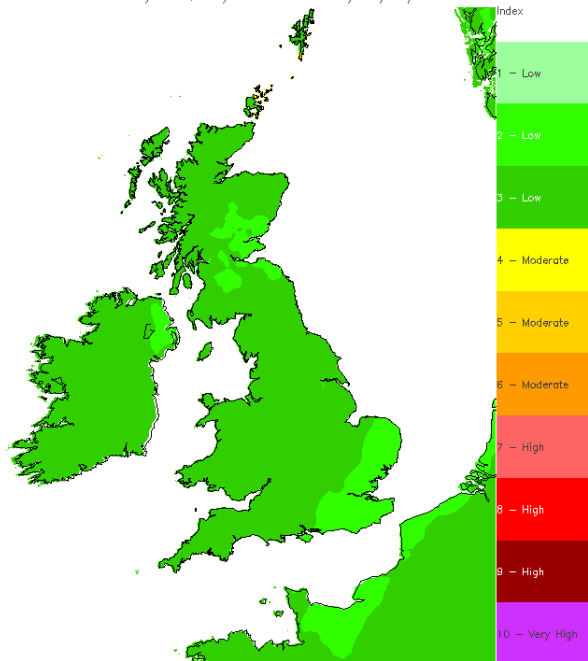 Index
1 - Low
2 - Low
3 - Low
4 - Moderate
5 - Moderate
6 - Moderate
7 - High
8 - High
9 - High
10 - Very High